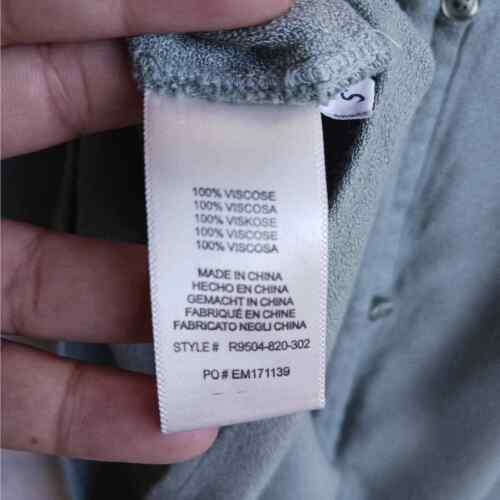 S
100% VISCOSE
100% VISCOSA
100% VISKOSE
100% VISCOSE
100% VISCOSA
MADE IN CHINA
HECHO EN CHINA
GEMACHT IN CHINA
FABRIQUÉ EN CHINE
FABRICATO NEGLI CHINA
STYLE# R9504-820-302
PO# EM171139